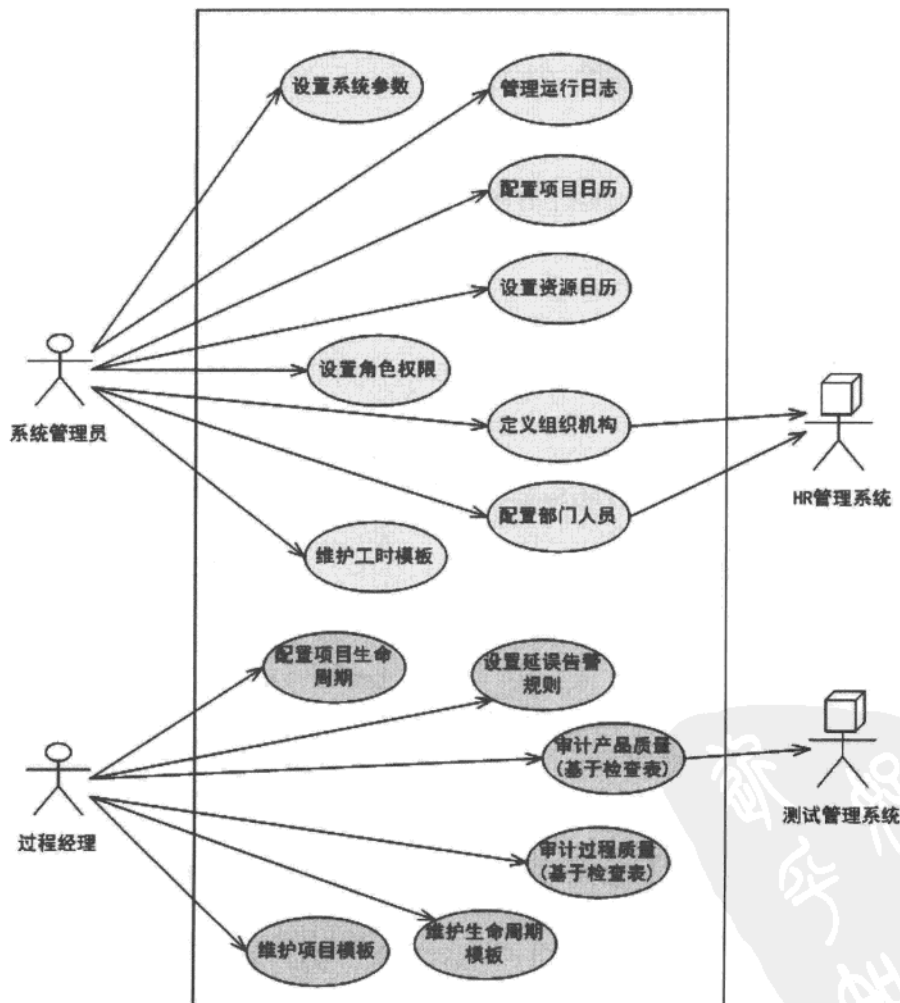 设置系统参数
管理运行日志
配置项目日历
设置资源日历
设置角色权限
系统管理员
定义组织机构
HR管理系统
配置部门人员
维护工时模板
配置项目生命
周期
设置延误告警
规则
审计产品质量
(基于检查表)
测试管理系统
过程经理
审计过程质量
(基于检查表)
维护项目模板
维护生命周期
模板